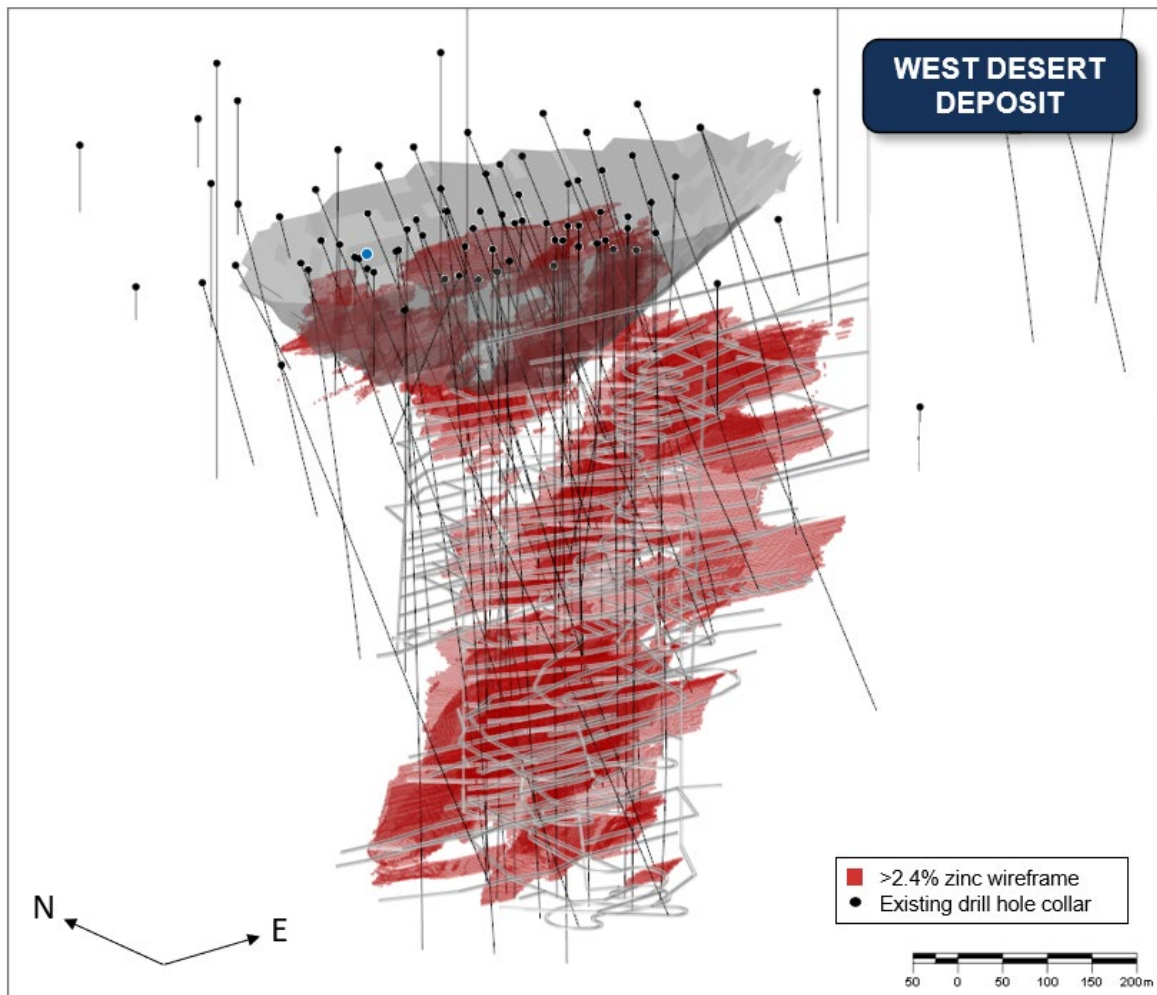 WEST DESERT
DEPOSIT
>2.4% zinc wireframe
Existing drill hole collar
N
E
50 0 50 100 150 200m